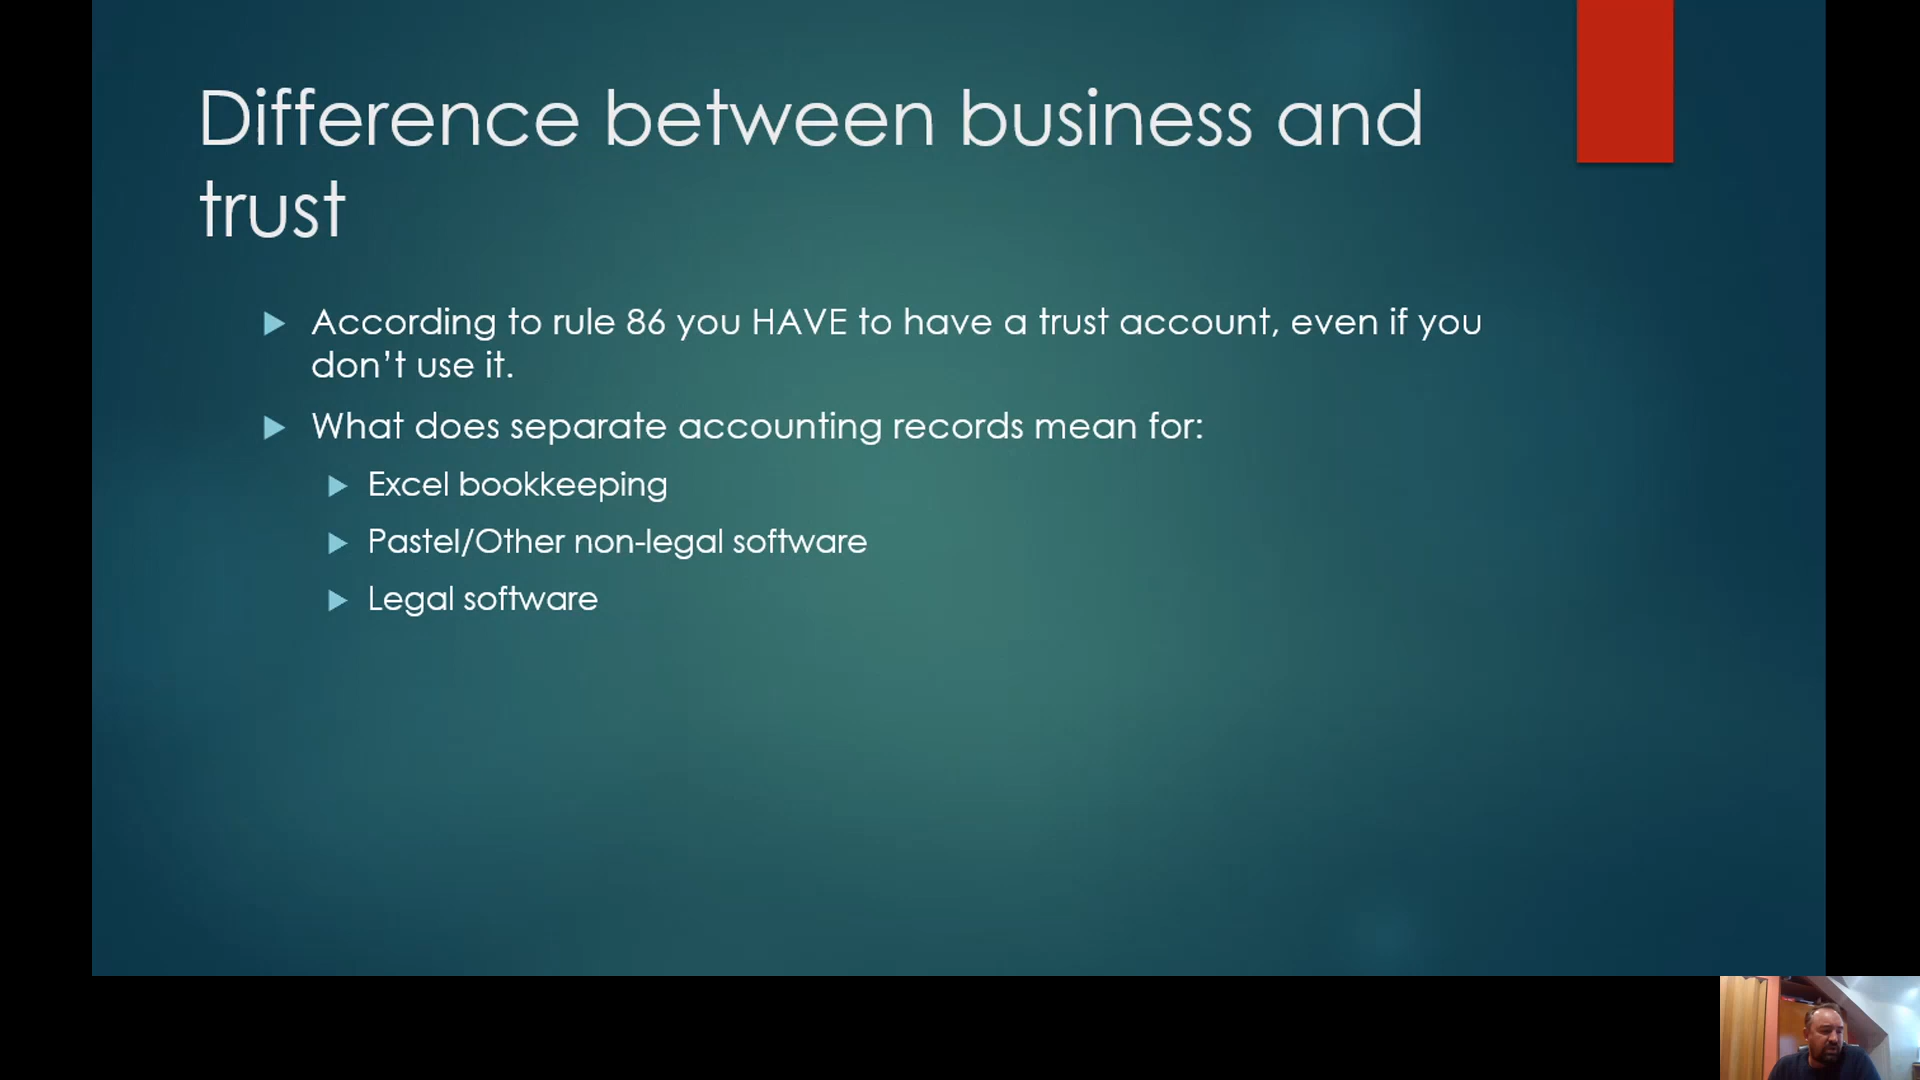 Difference between business and
trust
According to rule 86 you HAVE to have a trust account, even if you
don’t use it.
What does separate accounting records mean for:
Excel bookkeeping
Pastel/Other non-legal software
Legal software